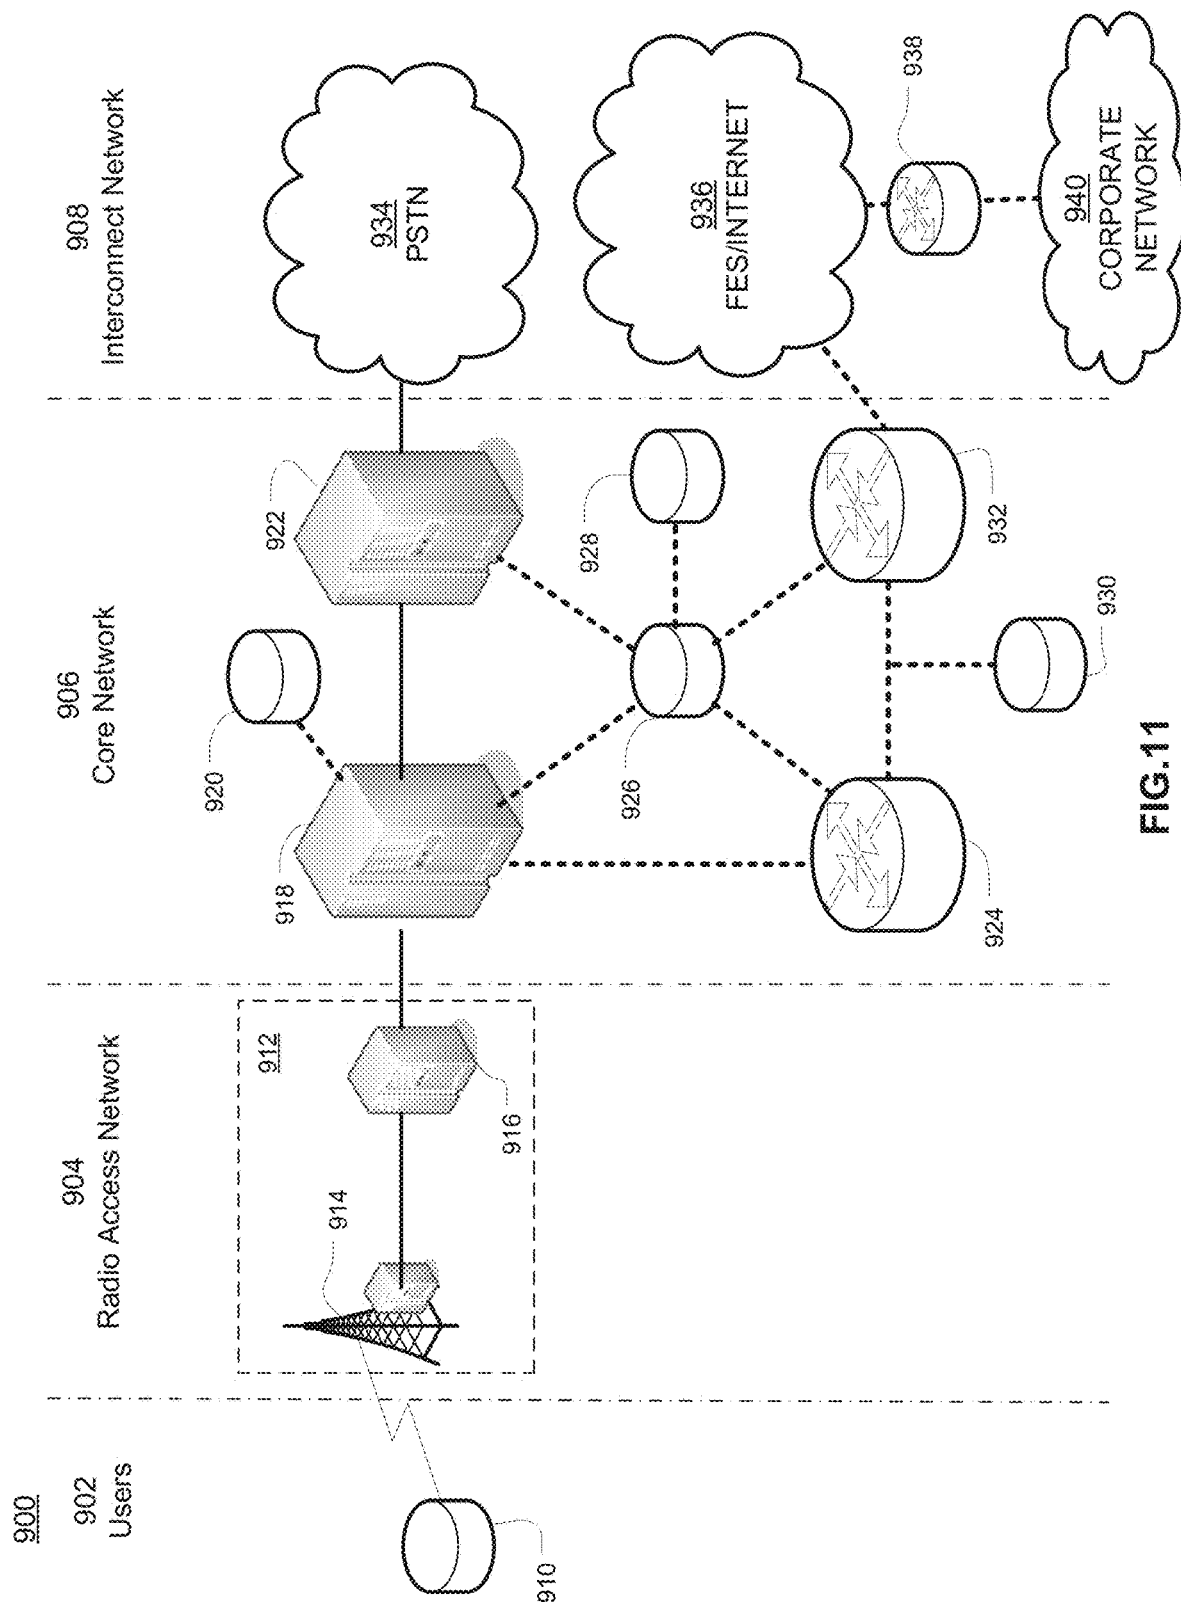 900
902
Users
904
Radio Access Network
906
Core Network
908
Interconnect Network
910
912
914
916
918
920
922
924
926
928
930
932
934
PSTN
936
FES/INTERNET
938
940
CORPORATE
NETWORK
FIG.11